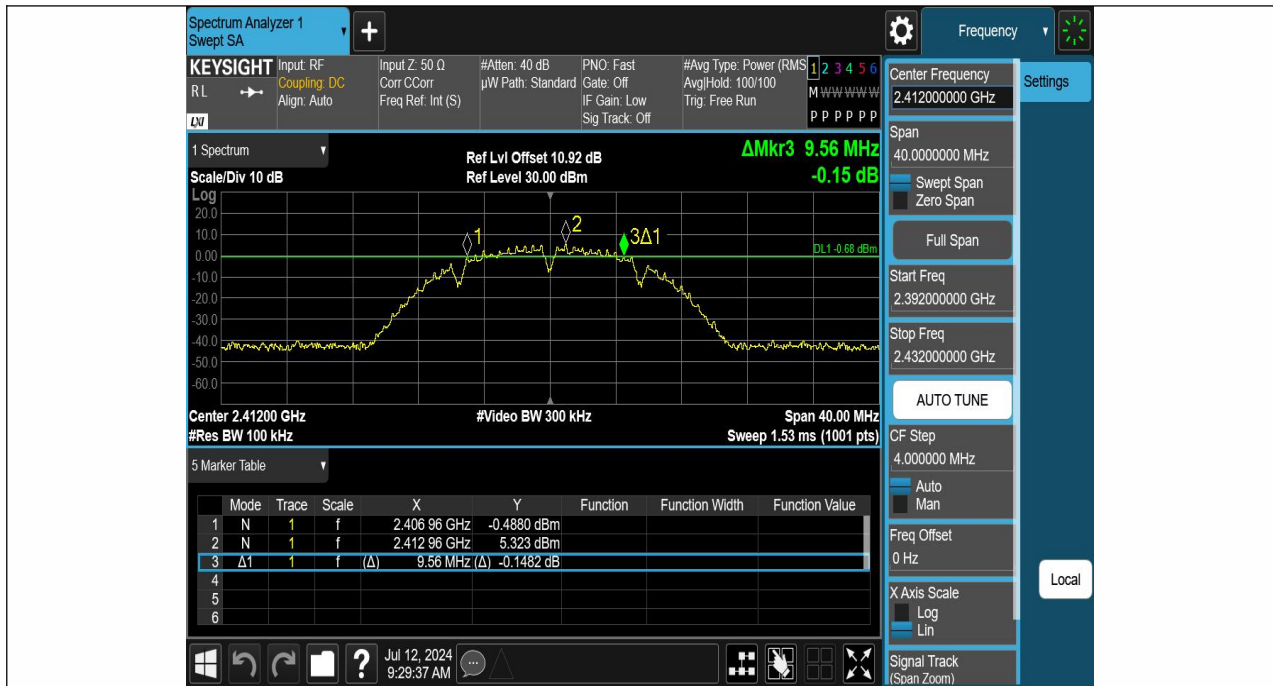 Spectrum Analyzer 1
Swept SA
+
Frequency
KEYSIGHT
RL
LXI
Input: RF
Coupling: DC
Align: Auto
Input Z: 50 Ω
Corr CCorr
Freq Ref: Int (S)
#Atten: 40 dB
µW Path: Standard
PNO: Fast
Gate: Off
IF Gain: Low
Sig Track: Off
#Avg Type: Power (RMS
Avg|Hold: 100/100
Trig: Free Run
1 2 3 4 5 6
M W W W W W
P P P P P P
1 Spectrum
Scale/Div 10 dB
Ref Lvl Offset 10.92 dB
Ref Level 30.00 dBm
ΔMkr3 9.56 MHz
-0.15 dB
Log
20.0
10.0
0.00
-10.0
-20.0
-30.0
-40.0
-50.0
-60.0
1
2
3Δ1
DL1 -0.68 dBm
Center 2.41200 GHz
#Video BW 300 kHz
Span 40.00 MHz
#Res BW 100 kHz
Sweep 1.53 ms (1001 pts)
5 Marker Table
Mode Trace Scale X Y Function Function Width Function Value
1 N 1 f 2.406 96 GHz -0.4880 dBm
2 N 1 f 2.412 96 GHz 5.323 dBm
3 Δ1 1 f (Δ) 9.56 MHz (Δ) -0.1482 dB
4
5
6
Center Frequency
2.412000000 GHz
Settings
Span
40.0000000 MHz
Swept Span
Zero Span
Full Span
Start Freq
2.392000000 GHz
Stop Freq
2.432000000 GHz
AUTO TUNE
CF Step
4.000000 MHz
Auto
Man
Freq Offset
0 Hz
X Axis Scale
Log
Lin
Local
Signal Track
(Span Zoom)
?
Jul 12, 2024
9:29:37 AM